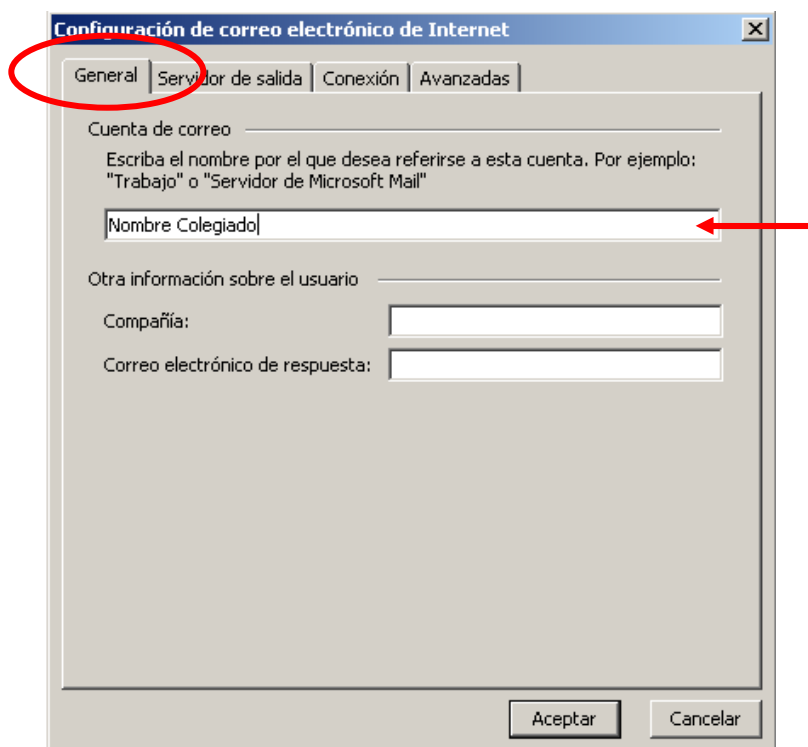 Configuración de correo electrónico de Internet
General Servidor de salida Conexión Avanzadas
Cuenta de correo
Escriba el nombre por el que desea referirse a esta cuenta. Por ejemplo:
"Trabajo" o "Servidor de Microsoft Mail"
Nombre Colegiado
Otra información sobre el usuario
Compañía:
Correo electrónico de respuesta:
Aceptar Cancelar